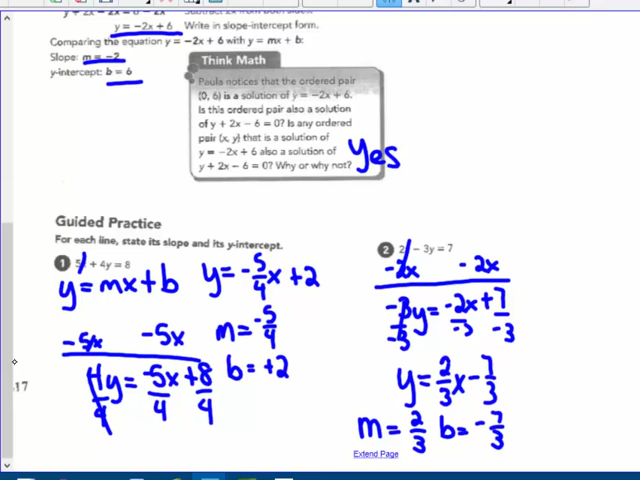 y = −2x + 6 Write in slope-intercept form.
Comparing the equation y = −2x + 6 with y = mx + b:
Slope: m = −2
y-intercept: b = 6
Think Math
Paula notices that the ordered pair
(0, 6) is a solution of y = −2x + 6.
Is this ordered pair also a solution
of y + 2x − 6 = 0? Is any ordered
pair (x, y) that is a solution of
y = −2x + 6 also a solution of
y + 2x − 6 = 0? Why or why not?
yes
Guided Practice
For each line, state its slope and its y-intercept.
1 5x + 4y = 8
y = mx + b
-5x -5x
4y/4 = -5x/4 + 8/4
y = -5/4x + 2
m = -5/4
b = +2
2 2x − 3y = 7
-2x -2x
-3y/-3 = -2x/-3 + 7/-3
y = 2/3x - 7/3
m = 2/3 b = -7/3
17
Extend Page